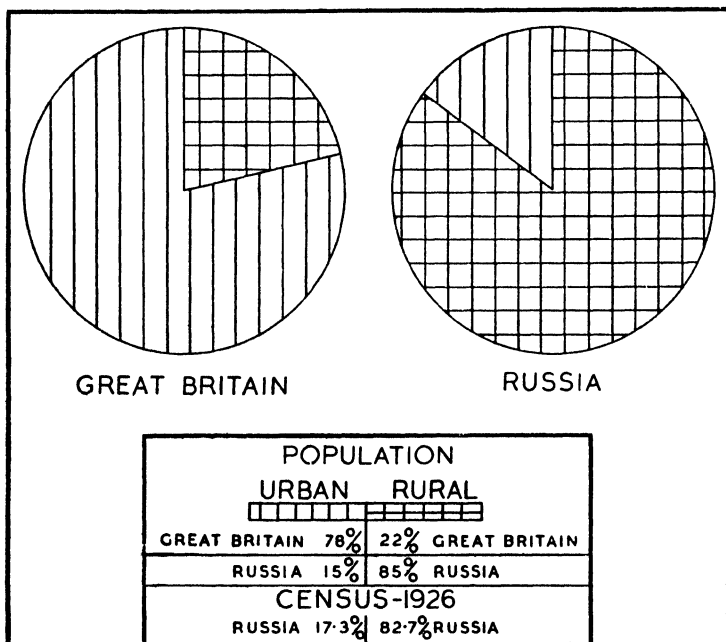 GREAT BRITAIN RUSSIA
POPULATION
URBAN RURAL
GREAT BRITAIN 78% 22% GREAT BRITAIN
RUSSIA 15% 85% RUSSIA
CENSUS-1926
RUSSIA 17·3% 82·7% RUSSIA